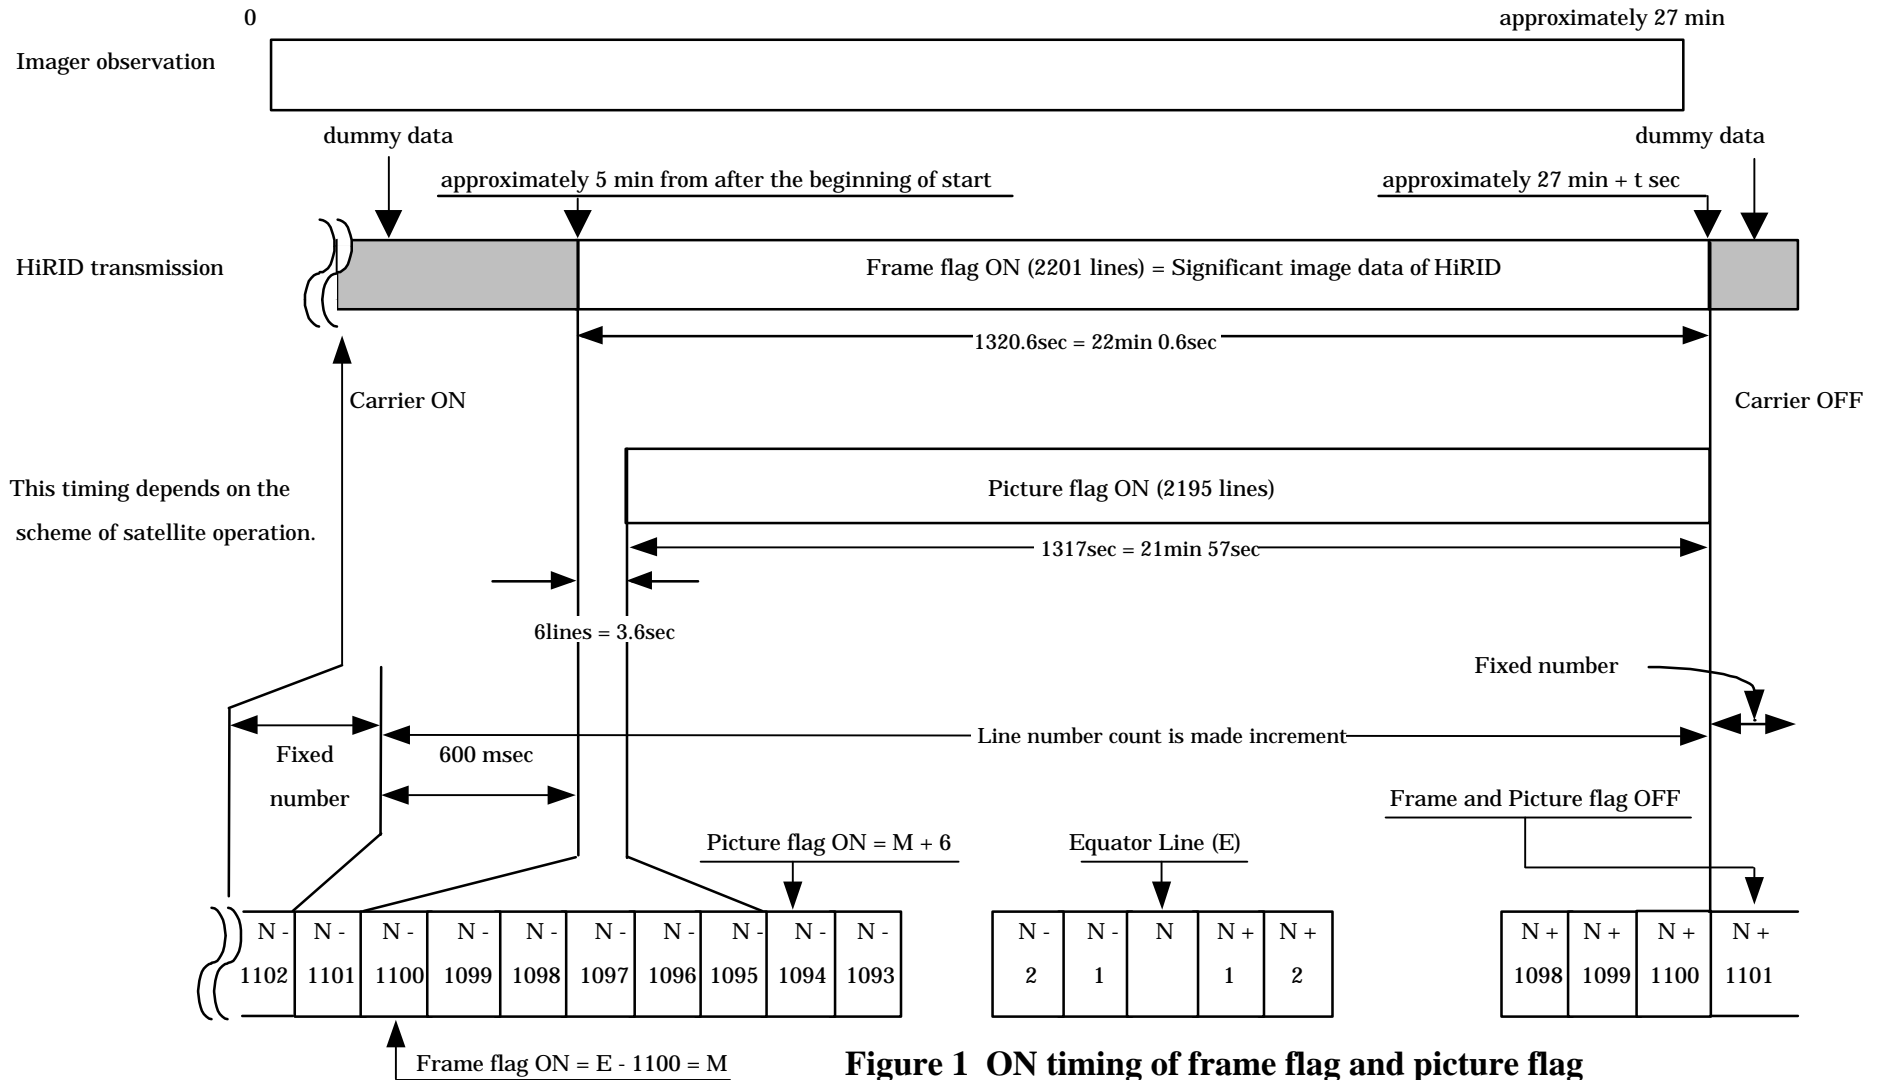 0
approximately 27 min
Imager observation
dummy data
dummy data
approximately 5 min from after the beginning of start
approximately 27 min + t sec
HiRID transmission
Frame flag ON (2201 lines) = Significant image data of HiRID
1320.6sec = 22min 0.6sec
Carrier ON
Carrier OFF
This timing depends on the
scheme of satellite operation.
Picture flag ON (2195 lines)
1317sec = 21min 57sec
6lines = 3.6sec
Fixed number
Line number count is made increment
Fixed
number
600 msec
Frame and Picture flag OFF
Picture flag ON = M + 6
Equator Line (E)
N - N - N - N - N - N - N - N - N - N -
1102 1101 1100 1099 1098 1097 1096 1095 1094 1093
N - N - N N + N +
2 1 1 2
N + N + N + N +
1098 1099 1100 1101
Frame flag ON = E - 1100 = M
Figure 1 ON timing of frame flag and picture flag